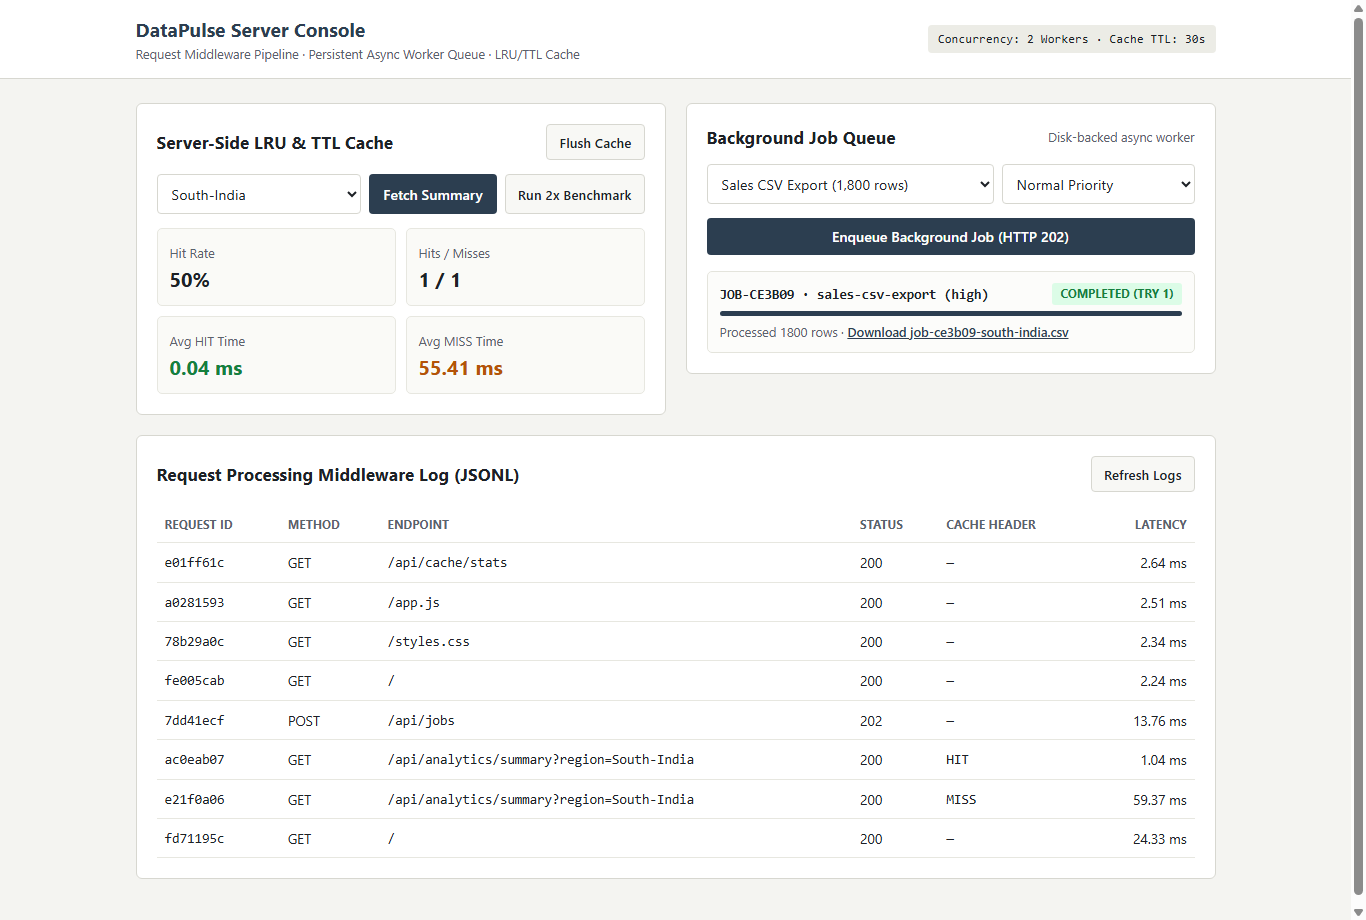 DataPulse Server Console
Request Middleware Pipeline · Persistent Async Worker Queue · LRU/TTL Cache
Concurrency: 2 Workers · Cache TTL: 30s
Server-Side LRU & TTL Cache
Flush Cache
South-India
Fetch Summary
Run 2x Benchmark
Hit Rate
50%
Hits / Misses
1 / 1
Avg HIT Time
0.04 ms
Avg MISS Time
55.41 ms
Background Job Queue
Disk-backed async worker
Sales CSV Export (1,800 rows)
Normal Priority
Enqueue Background Job (HTTP 202)
JOB-CE3B09 · sales-csv-export (high)
COMPLETED (TRY 1)
Processed 1800 rows · Download job-ce3b09-south-india.csv
Request Processing Middleware Log (JSONL)
Refresh Logs
REQUEST ID METHOD ENDPOINT STATUS CACHE HEADER LATENCY
e01ff61c GET /api/cache/stats 200 — 2.64 ms
a0281593 GET /app.js 200 — 2.51 ms
78b29a0c GET /styles.css 200 — 2.34 ms
fe005cab GET / 200 — 2.24 ms
7dd41ecf POST /api/jobs 202 — 13.76 ms
ac0eab07 GET /api/analytics/summary?region=South-India 200 HIT 1.04 ms
e21f0a06 GET /api/analytics/summary?region=South-India 200 MISS 59.37 ms
fd71195c GET / 200 — 24.33 ms